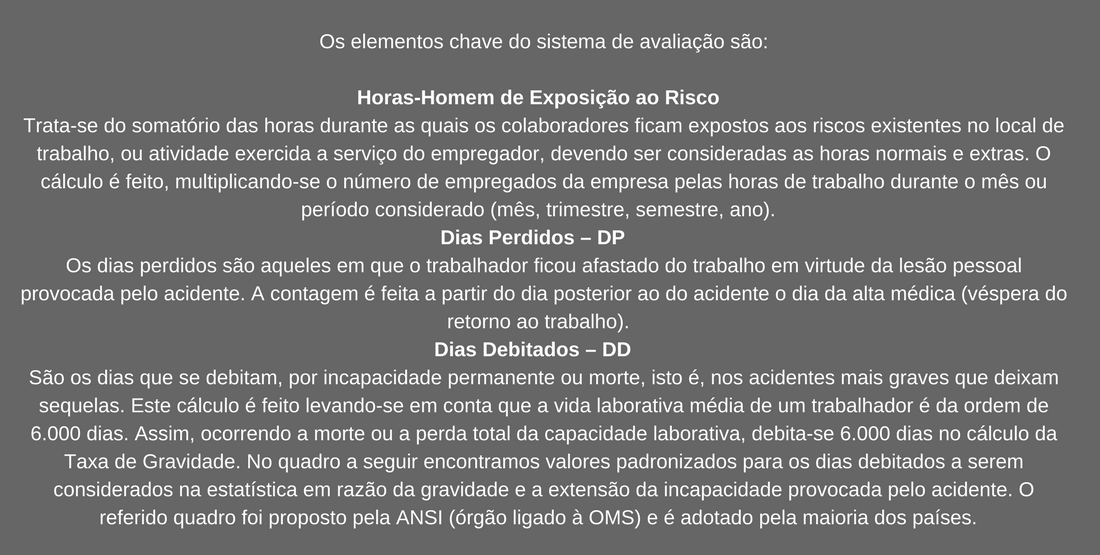 Os elementos chave do sistema de avaliação são:
Horas-Homem de Exposição ao Risco
Trata-se do somatório das horas durante as quais os colaboradores ficam expostos aos riscos existentes no local de
trabalho, ou atividade exercida a serviço do empregador, devendo ser consideradas as horas normais e extras. O
cálculo é feito, multiplicando-se o número de empregados da empresa pelas horas de trabalho durante o mês ou
período considerado (mês, trimestre, semestre, ano).
Dias Perdidos – DP
Os dias perdidos são aqueles em que o trabalhador ficou afastado do trabalho em virtude da lesão pessoal
provocada pelo acidente. A contagem é feita a partir do dia posterior ao do acidente o dia da alta médica (véspera do
retorno ao trabalho).
Dias Debitados – DD
São os dias que se debitam, por incapacidade permanente ou morte, isto é, nos acidentes mais graves que deixam
sequelas. Este cálculo é feito levando-se em conta que a vida laborativa média de um trabalhador é da ordem de
6.000 dias. Assim, ocorrendo a morte ou a perda total da capacidade laborativa, debita-se 6.000 dias no cálculo da
Taxa de Gravidade. No quadro a seguir encontramos valores padronizados para os dias debitados a serem
considerados na estatística em razão da gravidade e a extensão da incapacidade provocada pelo acidente. O
referido quadro foi proposto pela ANSI (órgão ligado à OMS) e é adotado pela maioria dos países.